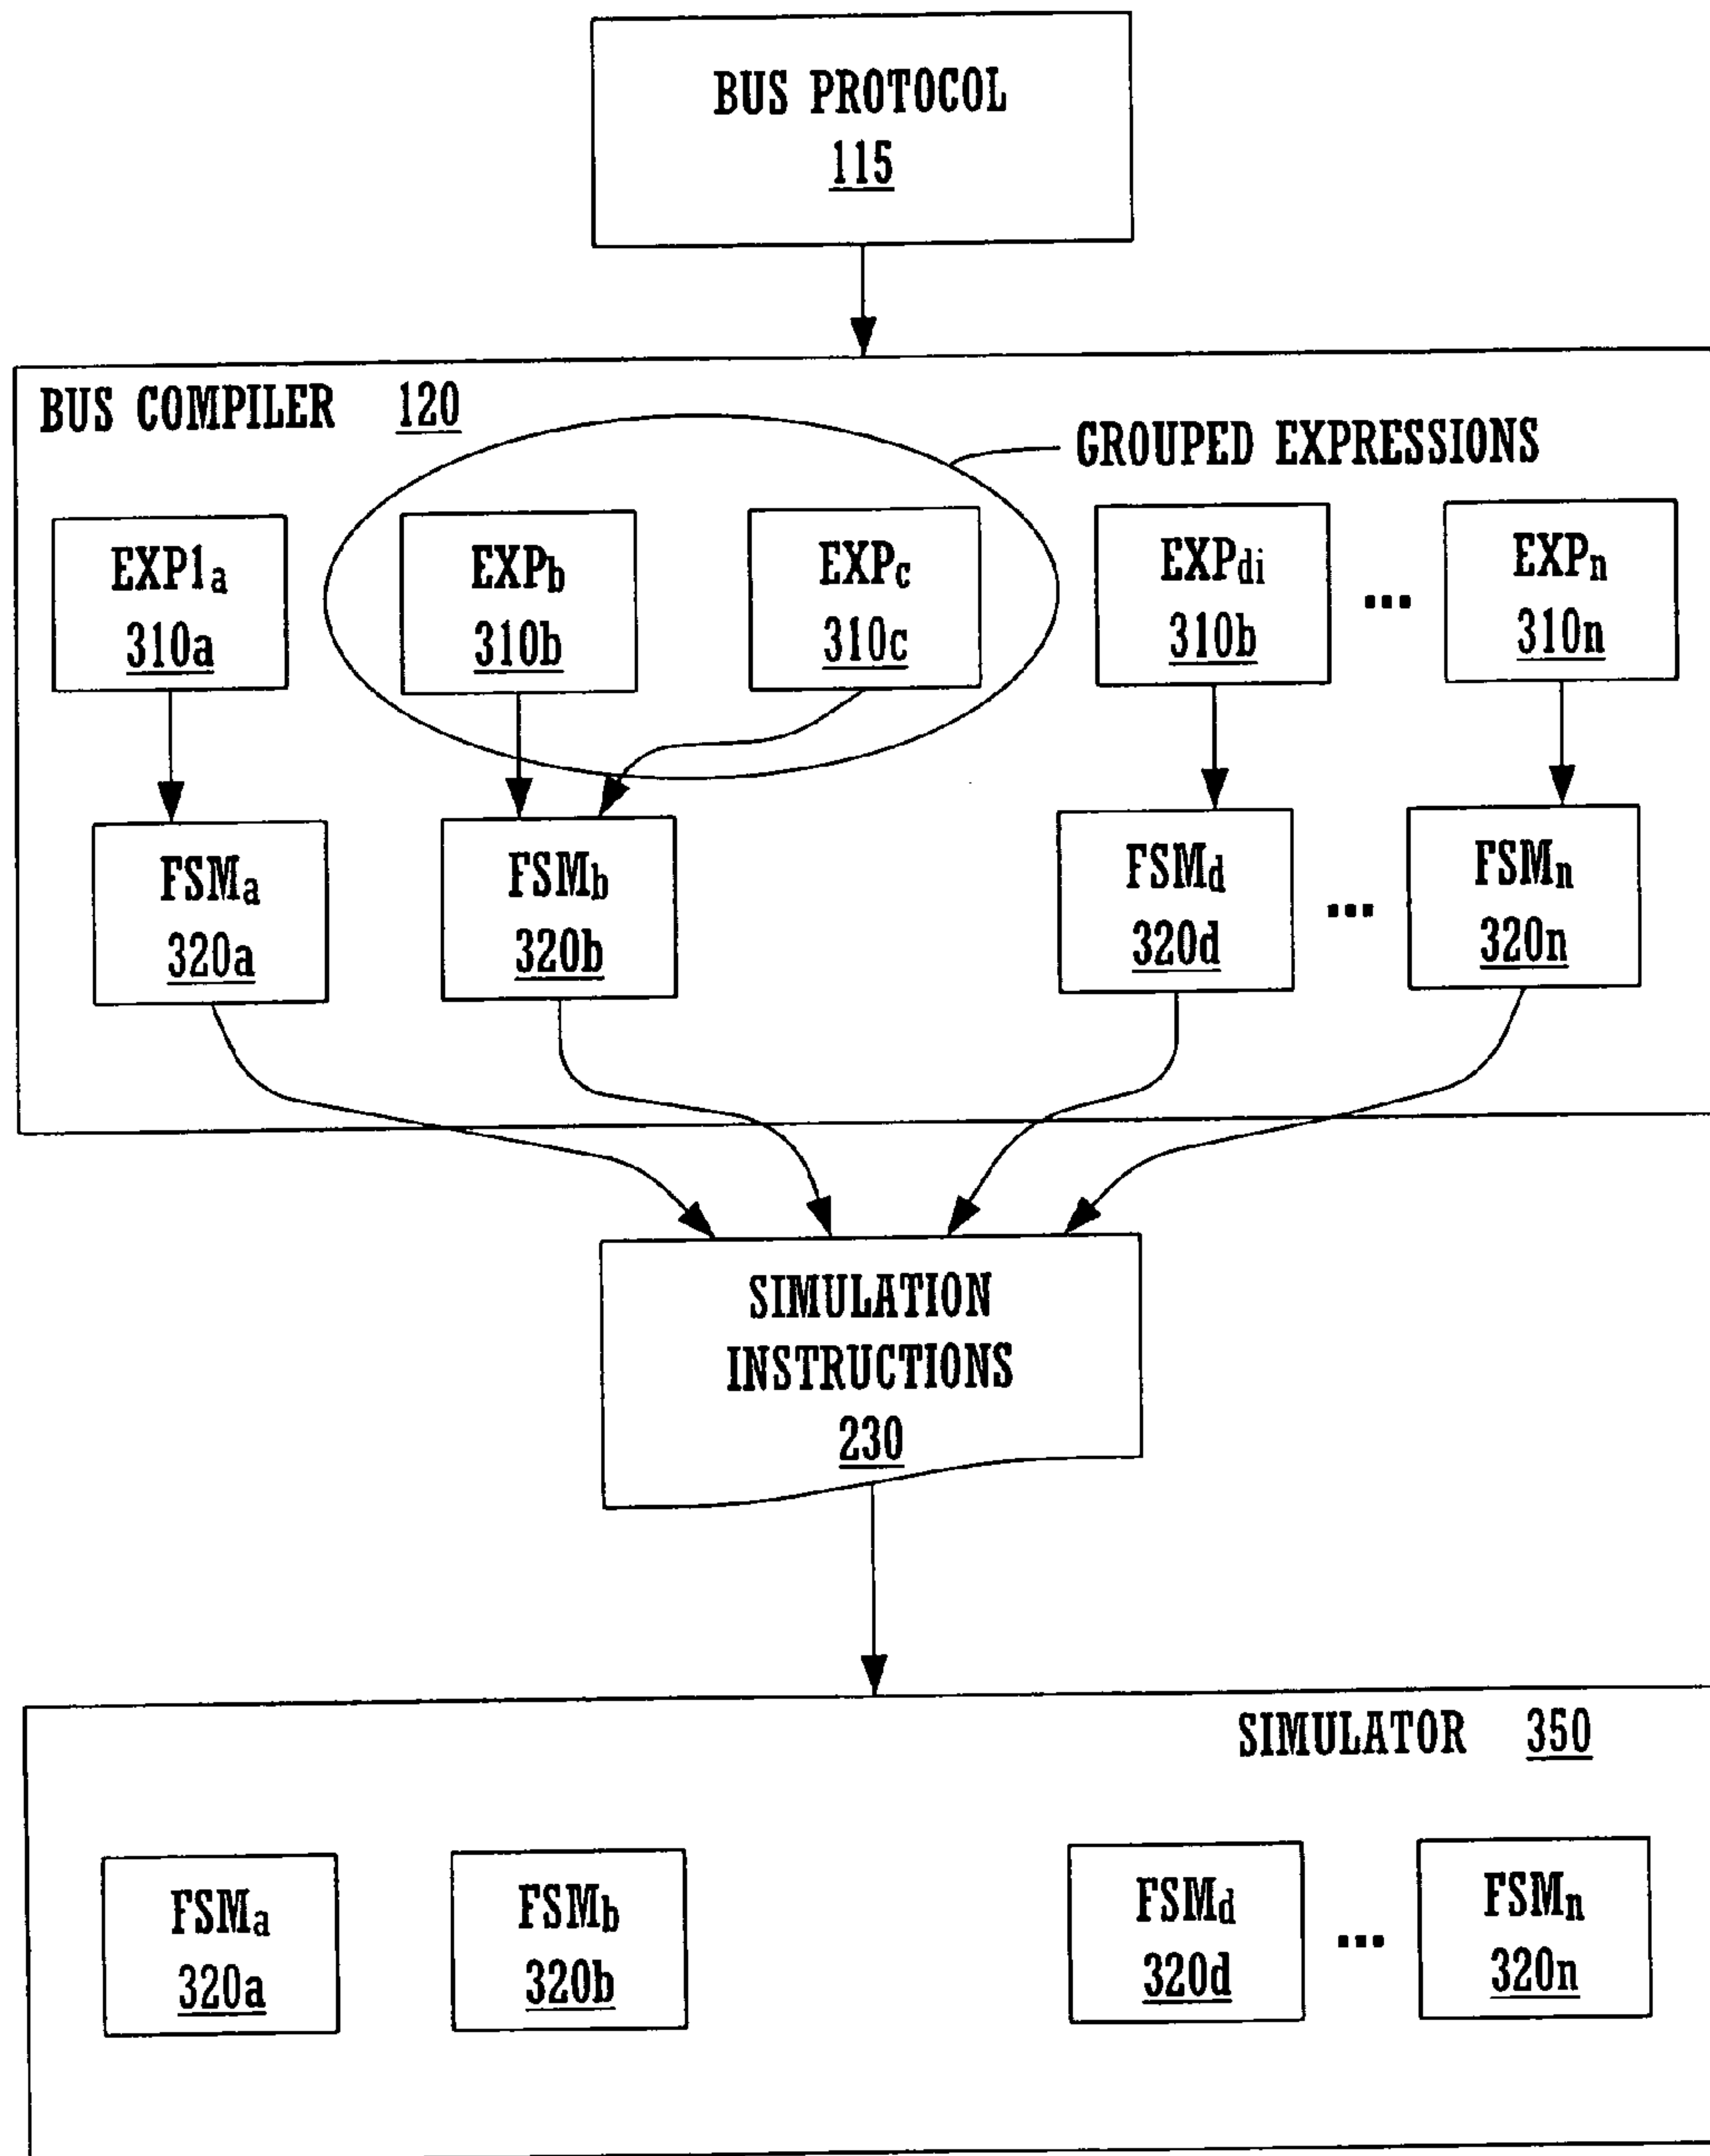 BUS PROTOCOL
115
BUS COMPILER 120
GROUPED EXPRESSIONS
EXP1a
310a
EXPb
310b
EXPc
310c
EXPdi
310b
...
EXPn
310n
FSMa
320a
FSMb
320b
FSMd
320d
...
FSMn
320n
SIMULATION
INSTRUCTIONS
230
SIMULATOR 350
FSMa
320a
FSMb
320b
FSMd
320d
...
FSMn
320n